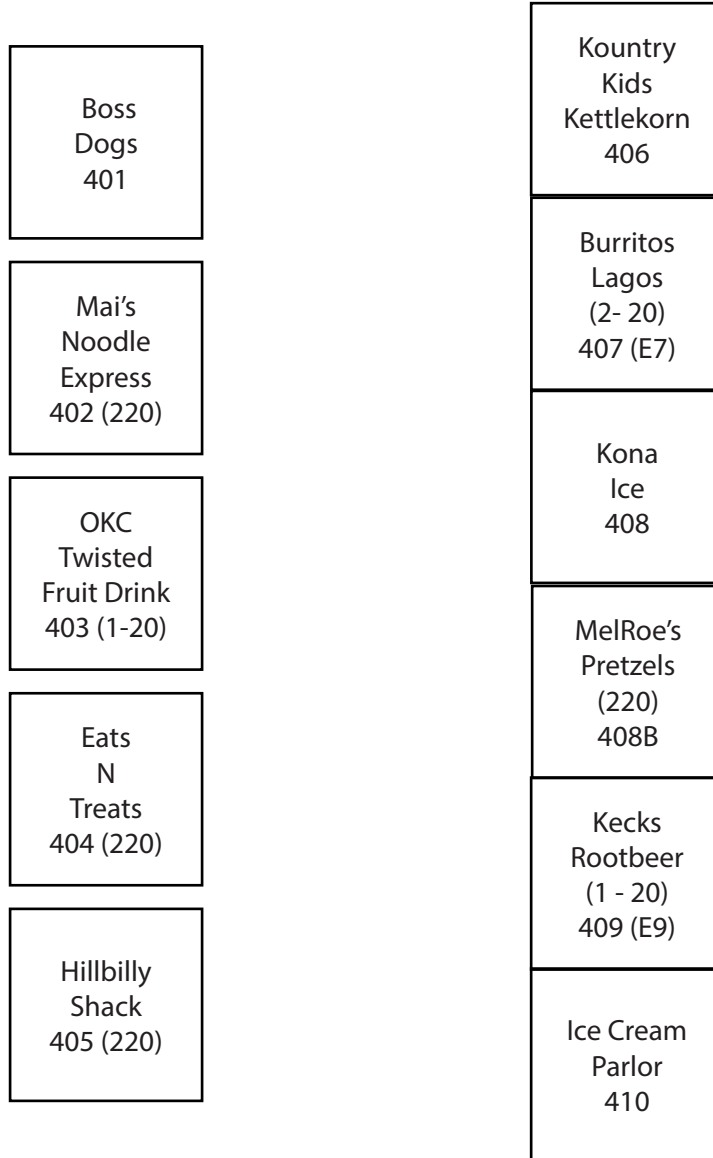 Boss
Dogs
401
Mai's
Noodle
Express
402 (220)
OKC
Twisted
Fruit Drink
403 (1-20)
Eats
N
Treats
404 (220)
Hillbilly
Shack
405 (220)
Kountry
Kids
Kettlekorn
406
Burritos
Lagos
(2- 20)
407 (E7)
Kona
Ice
408
MelRoe's
Pretzels
(220)
408B
Kecks
Rootbeer
(1 - 20)
409 (E9)
Ice Cream
Parlor
410